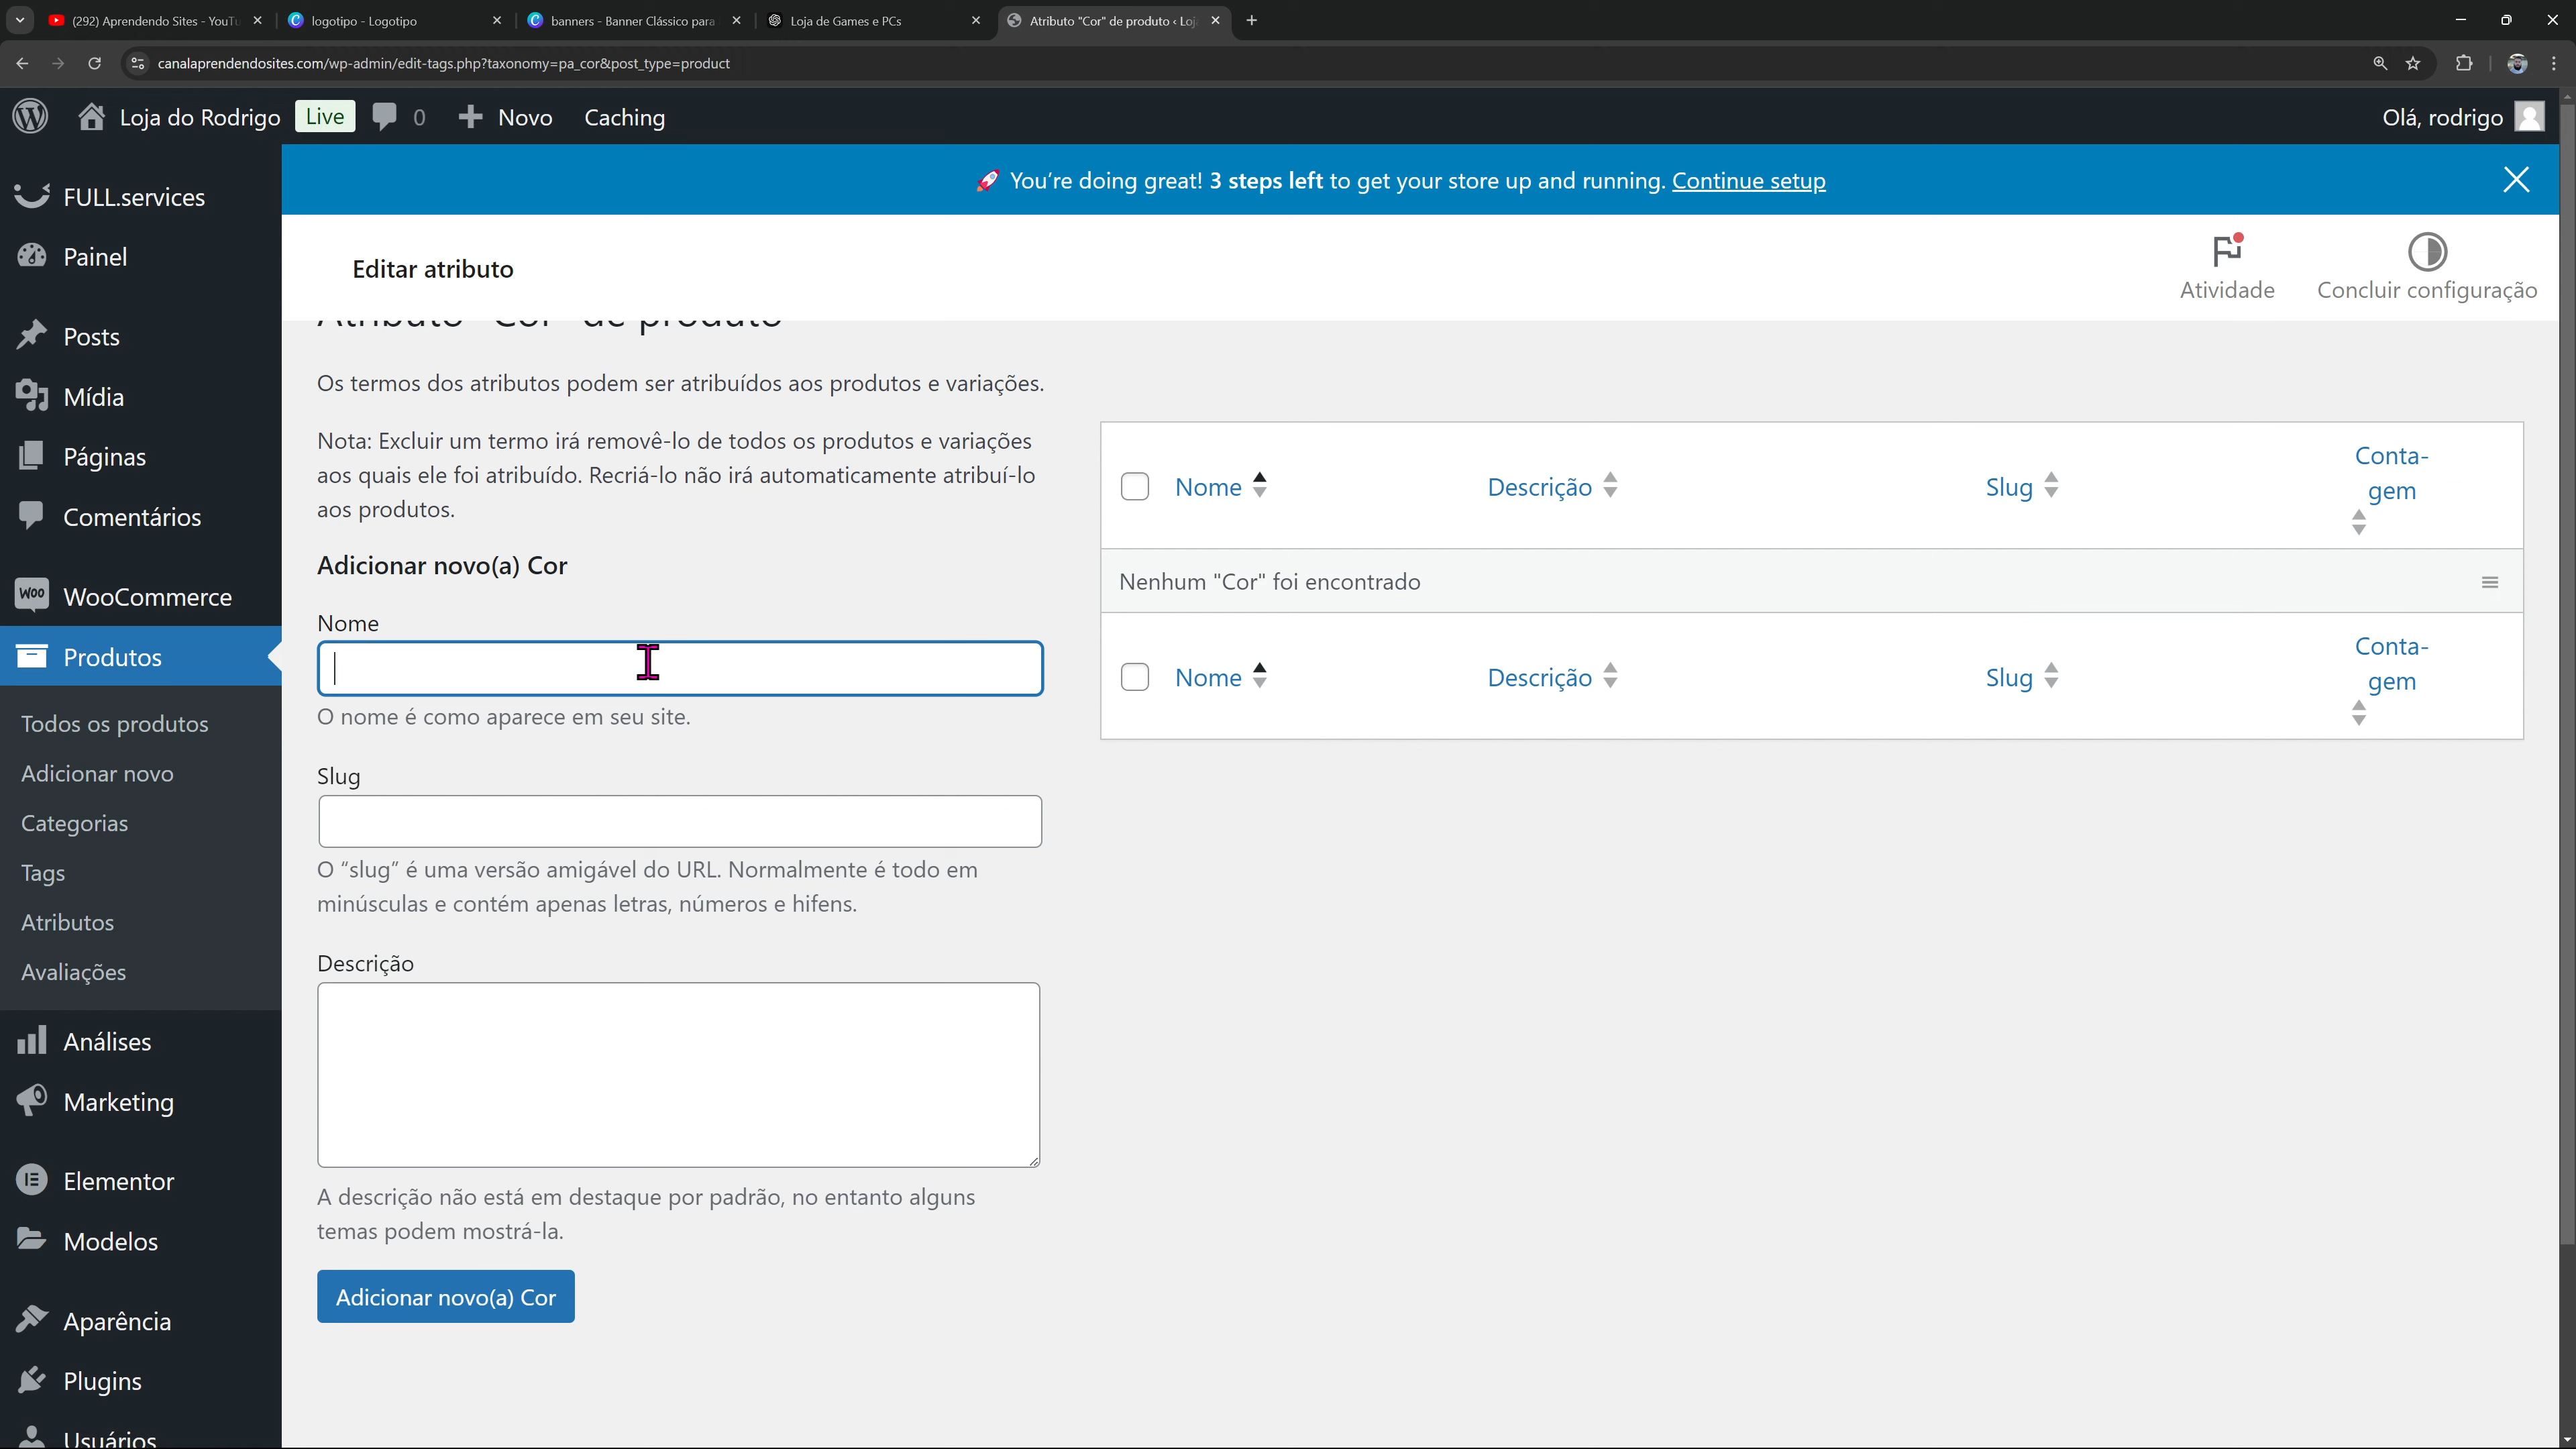 (292) Aprendendo Sites - YouTu
logotipo - Logotipo
banners - Banner Clássico para
Loja de Games e PCs
Atributo "Cor" de produto ‹ Loj
canalaprendendosites.com/wp-admin/edit-tags.php?taxonomy=pa_cor&post_type=product
Loja do Rodrigo
Live
0
Novo
Caching
Olá, rodrigo
🚀 You're doing great! 3 steps left to get your store up and running. Continue setup
FULL.services
Painel
Posts
Mídia
Páginas
Comentários
WooCommerce
Produtos
Todos os produtos
Adicionar novo
Categorias
Tags
Atributos
Avaliações
Análises
Marketing
Elementor
Modelos
Aparência
Plugins
Usuários
Editar atributo
Atividade
Concluir configuração
Atributo "Cor" de produto
Os termos dos atributos podem ser atribuídos aos produtos e variações.
Nota: Excluir um termo irá removê-lo de todos os produtos e variações
aos quais ele foi atribuído. Recriá-lo não irá automaticamente atribuí-lo
aos produtos.
Adicionar novo(a) Cor
Nome
O nome é como aparece em seu site.
Slug
O “slug” é uma versão amigável do URL. Normalmente é todo em
minúsculas e contém apenas letras, números e hifens.
Descrição
A descrição não está em destaque por padrão, no entanto alguns
temas podem mostrá-la.
Adicionar novo(a) Cor
Nome
Descrição
Slug
Conta-
gem
Nenhum "Cor" foi encontrado
Nome
Descrição
Slug
Conta-
gem